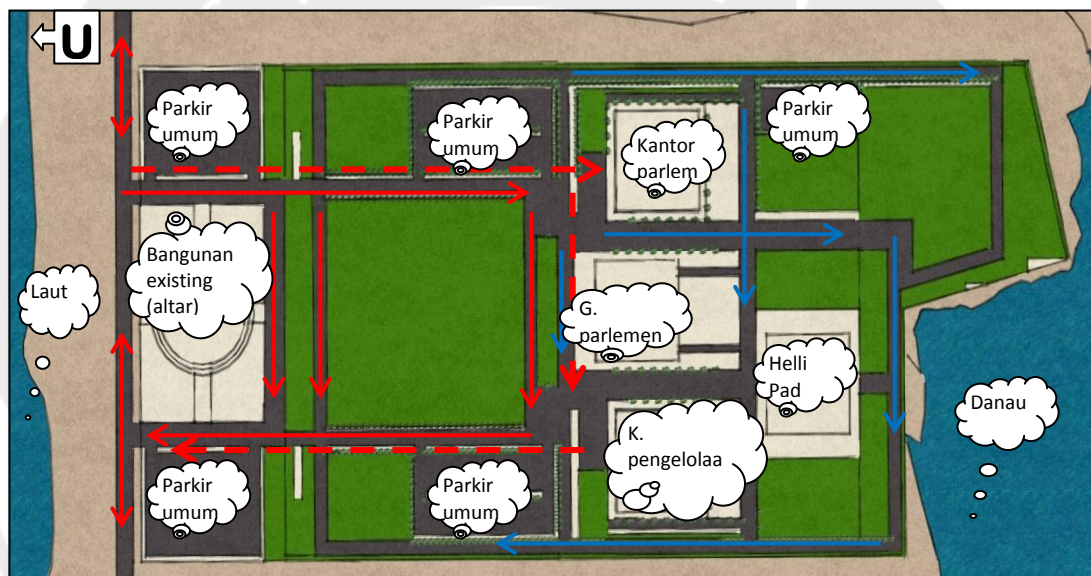 U
Parkir
umum
Parkir
umum
Kantor
parlem
Parkir
umum
Bangunan
existing
(altar)
Laut
G.
parlemen
Helli
Pad
Danau
K.
pengelolaa
Parkir
umum
Parkir
umum